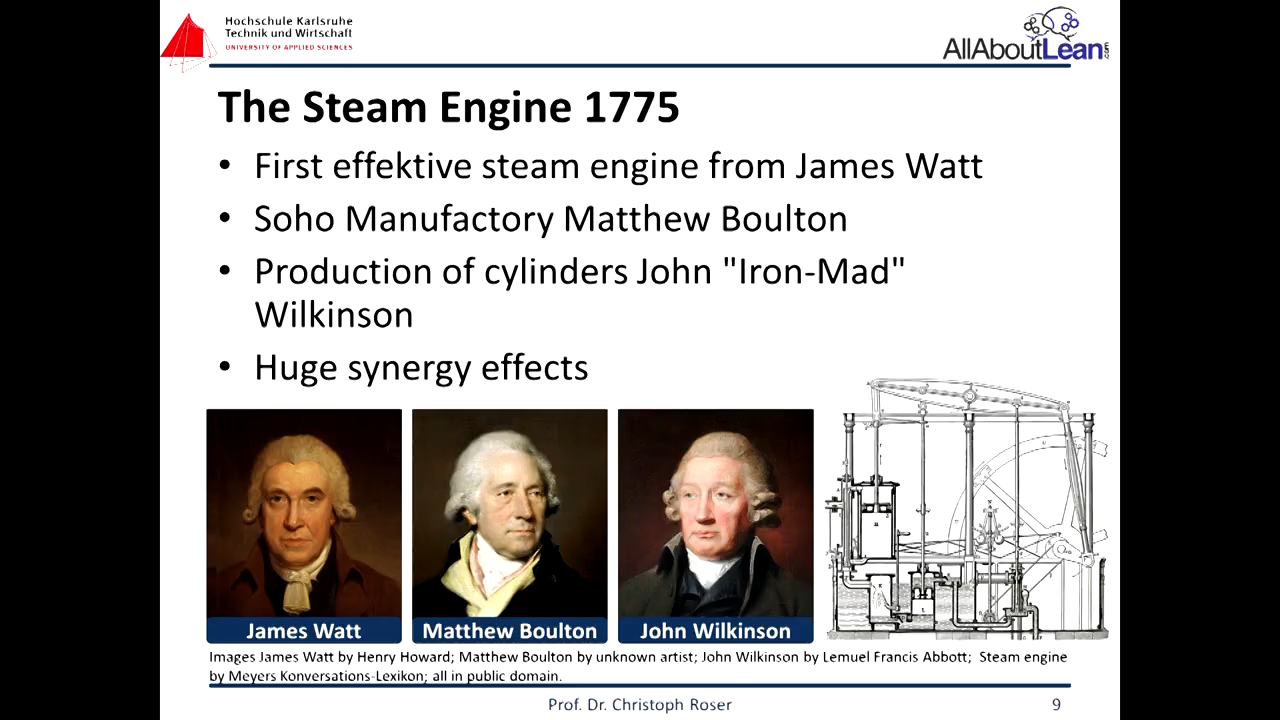 Hochschule Karlsruhe
Technik und Wirtschaft
UNIVERSITY OF APPLIED SCIENCES
AllAboutLean.com
The Steam Engine 1775
• First effektive steam engine from James Watt
• Soho Manufactory Matthew Boulton
• Production of cylinders John "Iron-Mad"
Wilkinson
• Huge synergy effects
James Watt
Matthew Boulton
John Wilkinson
Images James Watt by Henry Howard; Matthew Boulton by unknown artist; John Wilkinson by Lemuel Francis Abbott; Steam engine
by Meyers Konversations-Lexikon; all in public domain.
Prof. Dr. Christoph Roser
9